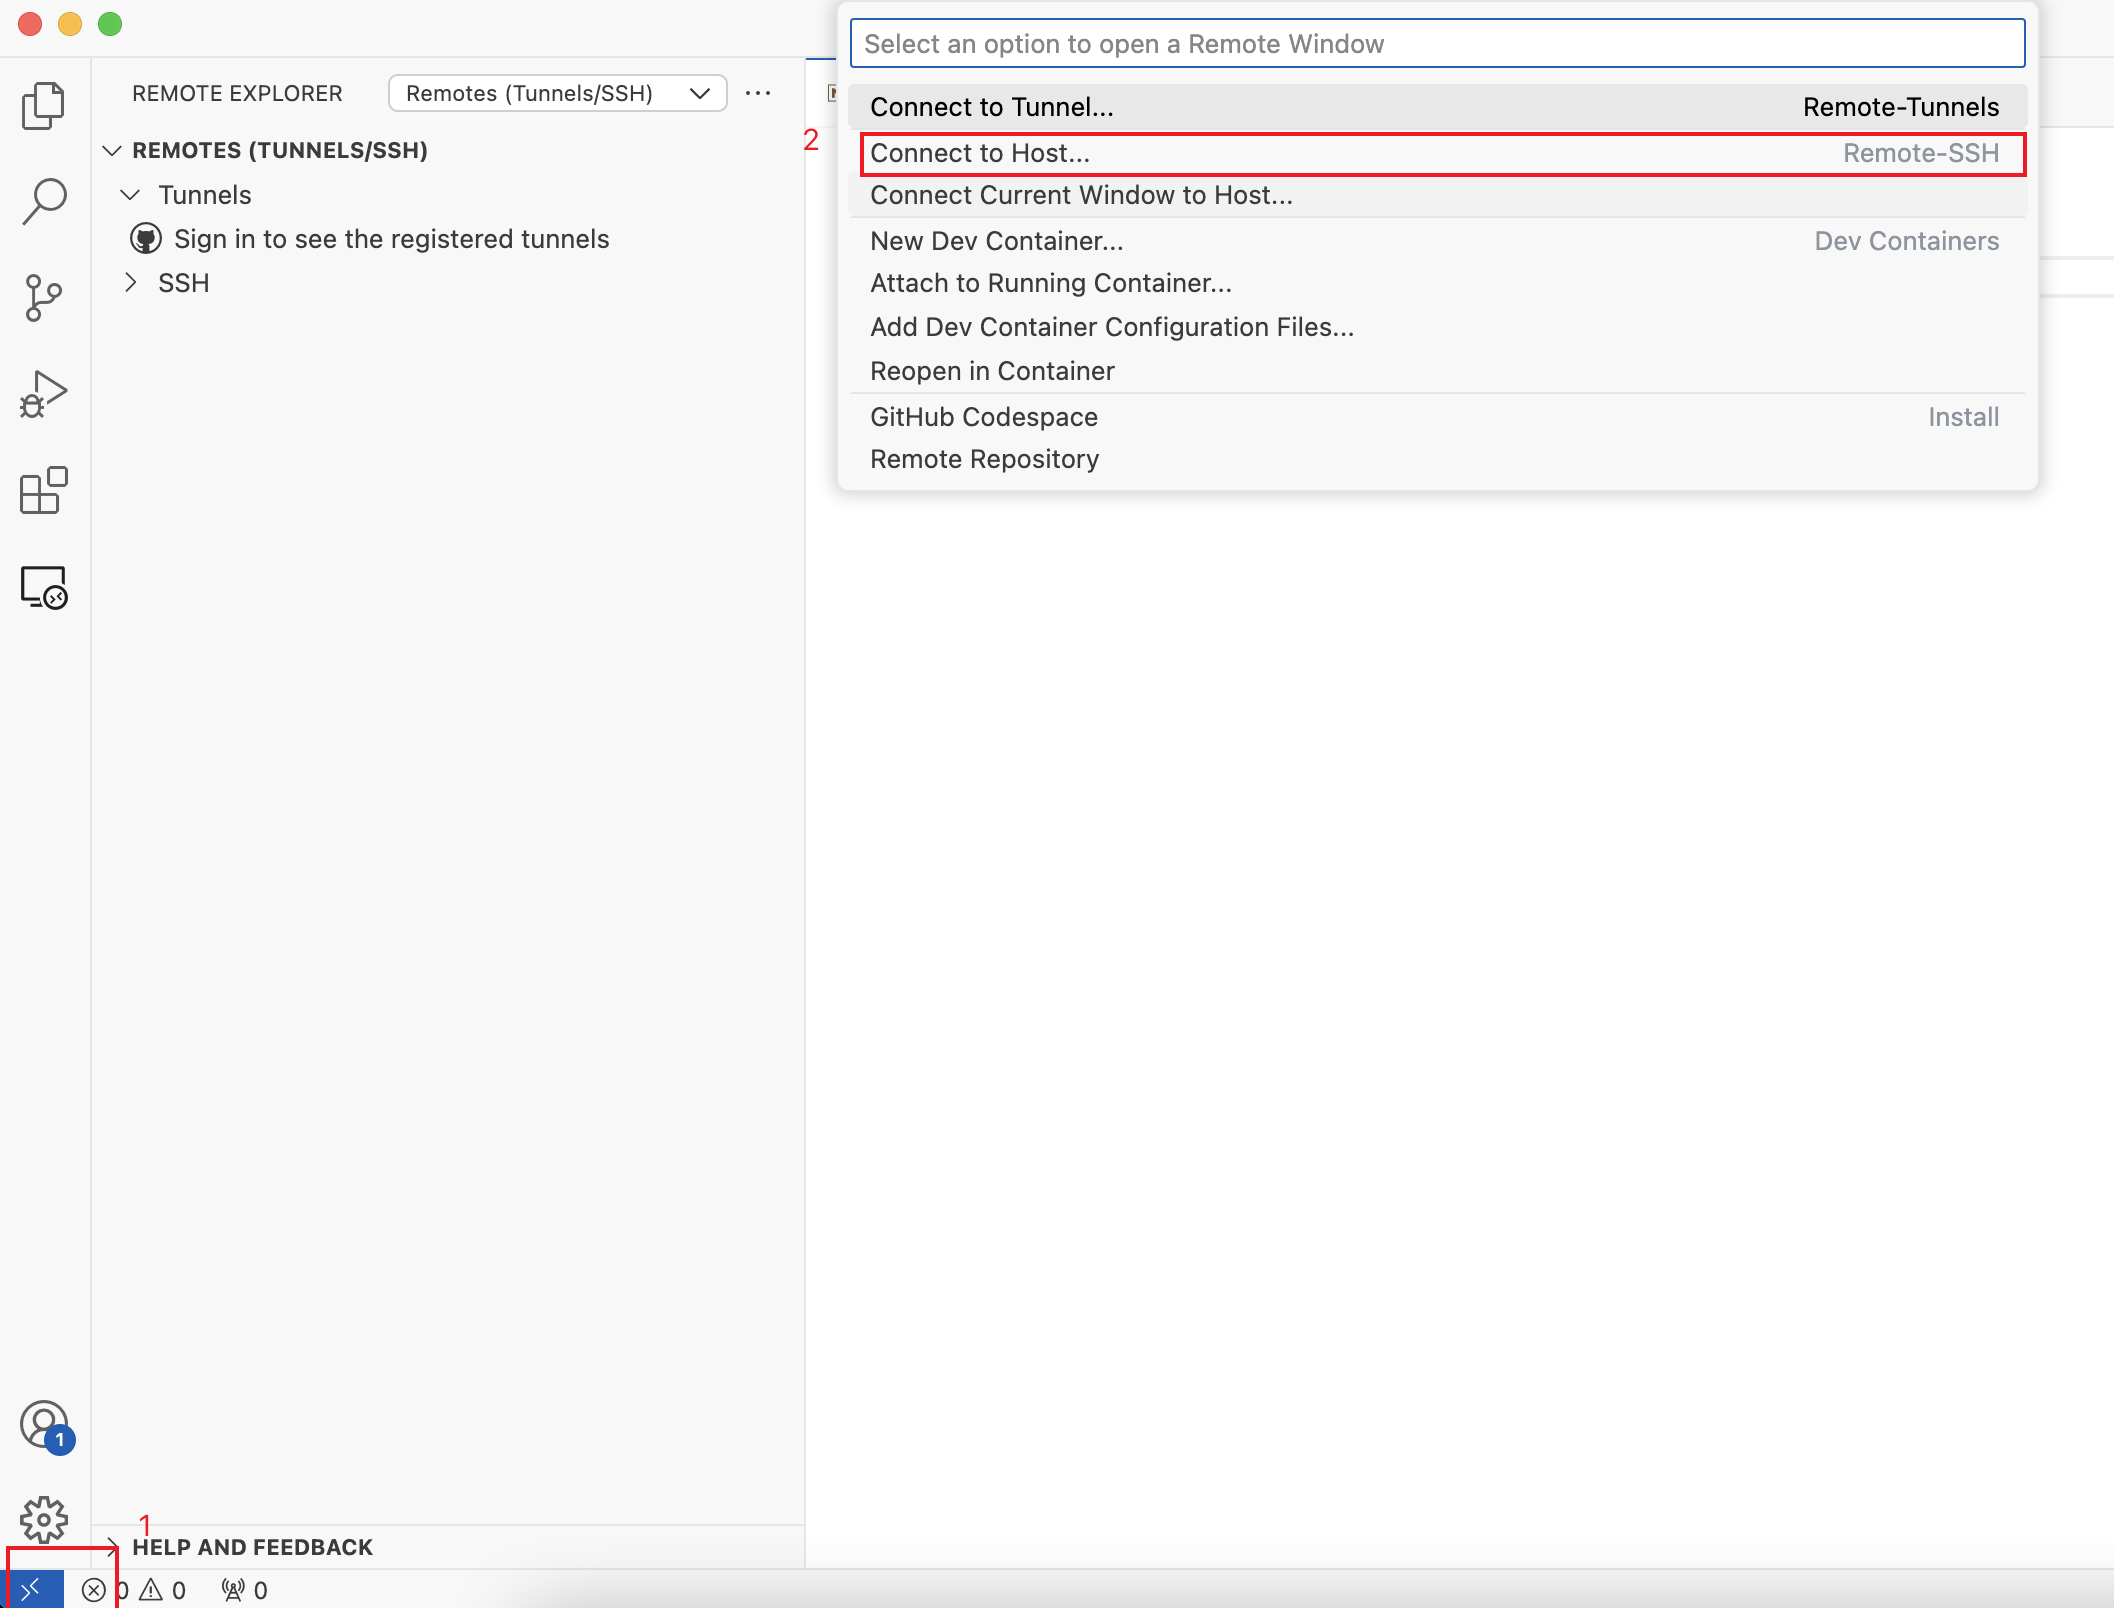 Select an option to open a Remote Window
REMOTE EXPLORER Remotes (Tunnels/SSH)
Connect to Tunnel... Remote-Tunnels
2
Connect to Host... Remote-SSH
REMOTES (TUNNELS/SSH)
Tunnels
Connect Current Window to Host...
Sign in to see the registered tunnels
New Dev Container... Dev Containers
SSH
Attach to Running Container...
Add Dev Container Configuration Files...
Reopen in Container
GitHub Codespace Install
Remote Repository
1
1
HELP AND FEEDBACK
0 0 0